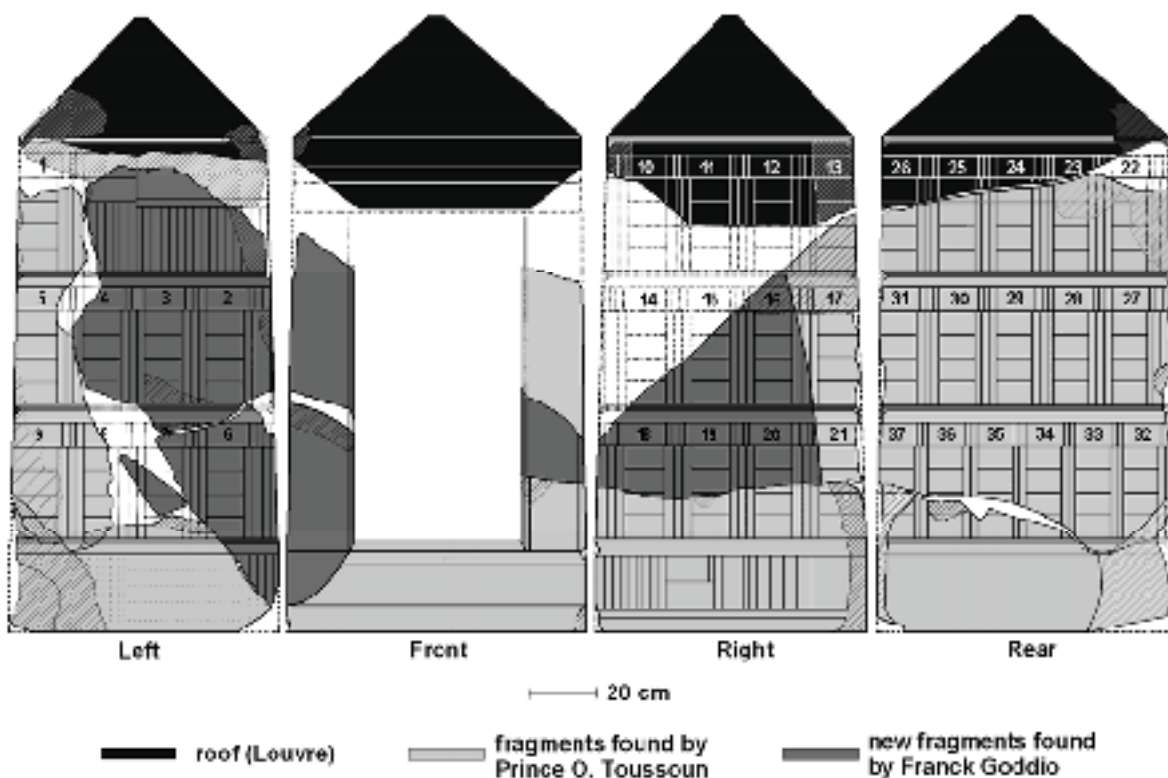 10 11 12 13 26 25 24 23 22
1
5 4 3 2 14 15 16 17 31 30 29 28 27
9 6 18 19 20 21 37 36 35 34 33 32
Left Front Right Rear
20 cm
roof (Louvre) fragments found by new fragments found
Prince O. Toussoun by Franck Goddio